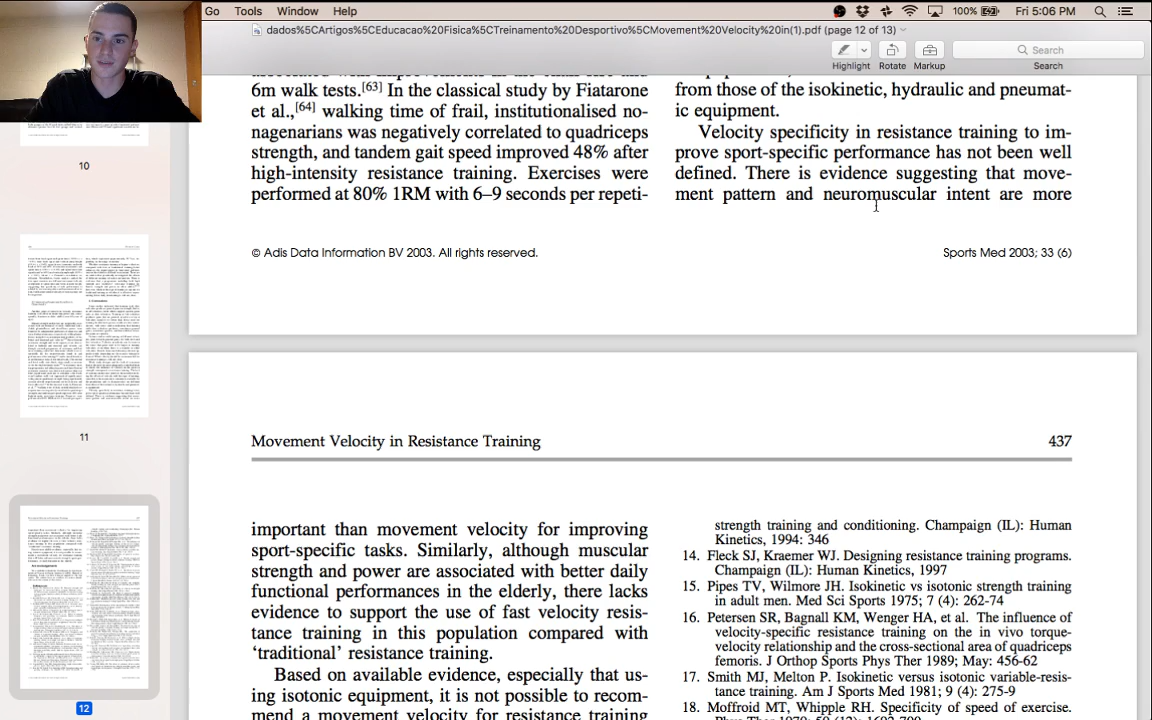 Go Tools Window Help
100% Fri 5:06 PM
dados%5CArtigos%5CEducacao%20Fisica%5CTreinamento%20Desportivo%5CMovement%20Velocity%20in(1).pdf (page 12 of 13)
Search
Highlight Rotate Markup Search
10
11
12
6m walk tests.[63] In the classical study by Fiatarone
et al.,[64] walking time of frail, institutionalised no-
nagenarians was negatively correlated to quadriceps
strength, and tandem gait speed improved 48% after
high-intensity resistance training. Exercises were
performed at 80% 1RM with 6–9 seconds per repeti-
from those of the isokinetic, hydraulic and pneumat-
ic equipment.
Velocity specificity in resistance training to im-
prove sport-specific performance has not been well
defined. There is evidence suggesting that move-
ment pattern and neuromuscular intent are more
© Adis Data Information BV 2003. All rights reserved.
Sports Med 2003; 33 (6)
Movement Velocity in Resistance Training
437
important than movement velocity for improving
sport-specific tasks. Similarly, although muscular
strength and power are associated with better daily
functional performances in the elderly, there lacks
evidence to support the use of fast velocity resis-
tance training in this population compared with
'traditional' resistance training.
Based on available evidence, especially that us-
ing isotonic equipment, it is not possible to recom-
mend a movement velocity for resistance training
strength training and conditioning. Champaign (IL): Human
Kinetics, 1994: 346
14. Fleck SJ, Kraemer WJ. Designing resistance training programs.
Champaign (IL): Human Kinetics, 1997
15. Pipes TV, Wilmore JH. Isokinetic vs isotonic strength training
in adult men. Med Sci Sports 1975; 7 (4): 262-74
16. Petersen SR, Bagnall KM, Wenger HA, et al. The influence of
velocity-specific resistance training on the in vivo torque-
velocity relationship and the cross-sectional area of quadriceps
femoris. J Orthop Sports Phys Ther 1989; May: 456-62
17. Smith MJ, Melton P. Isokinetic versus isotonic variable-resis-
tance training. Am J Sports Med 1981; 9 (4): 275-9
18. Moffroid MT, Whipple RH. Specificity of speed of exercise.